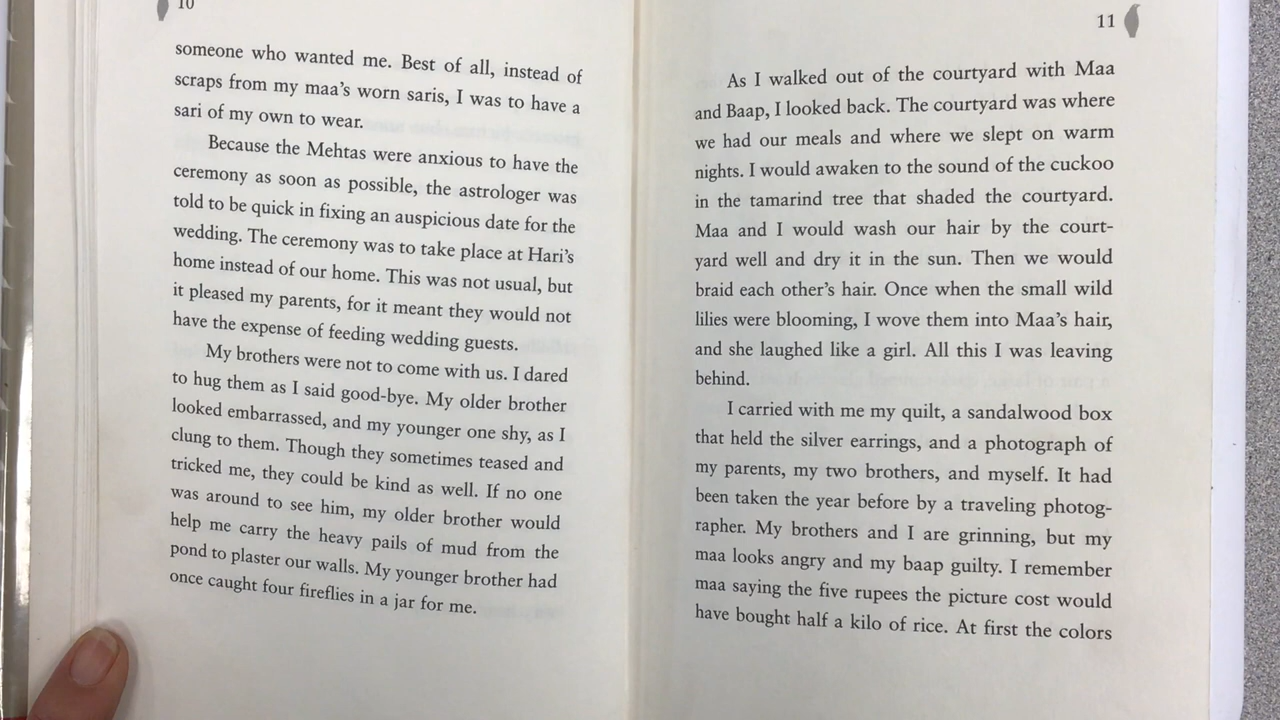 10
someone who wanted me. Best of all, instead of
scraps from my maa's worn saris, I was to have a
sari of my own to wear.
Because the Mehtas were anxious to have the
ceremony as soon as possible, the astrologer was
told to be quick in fixing an auspicious date for the
wedding. The ceremony was to take place at Hari's
home instead of our home. This was not usual, but
it pleased my parents, for it meant they would not
have the expense of feeding wedding guests.
My brothers were not to come with us. I dared
to hug them as I said good-bye. My older brother
looked embarrassed, and my younger one shy, as I
clung to them. Though they sometimes teased and
tricked me, they could be kind as well. If no one
was around to see him, my older brother would
help me carry the heavy pails of mud from the
pond to plaster our walls. My younger brother had
once caught four fireflies in a jar for me.
11
As I walked out of the courtyard with Maa
and Baap, I looked back. The courtyard was where
we had our meals and where we slept on warm
nights. I would awaken to the sound of the cuckoo
in the tamarind tree that shaded the courtyard.
Maa and I would wash our hair by the court-
yard well and dry it in the sun. Then we would
braid each other's hair. Once when the small wild
lilies were blooming, I wove them into Maa's hair,
and she laughed like a girl. All this I was leaving
behind.
I carried with me my quilt, a sandalwood box
that held the silver earrings, and a photograph of
my parents, my two brothers, and myself. It had
been taken the year before by a traveling photog-
rapher. My brothers and I are grinning, but my
maa looks angry and my baap guilty. I remember
maa saying the five rupees the picture cost would
have bought half a kilo of rice. At first the colors